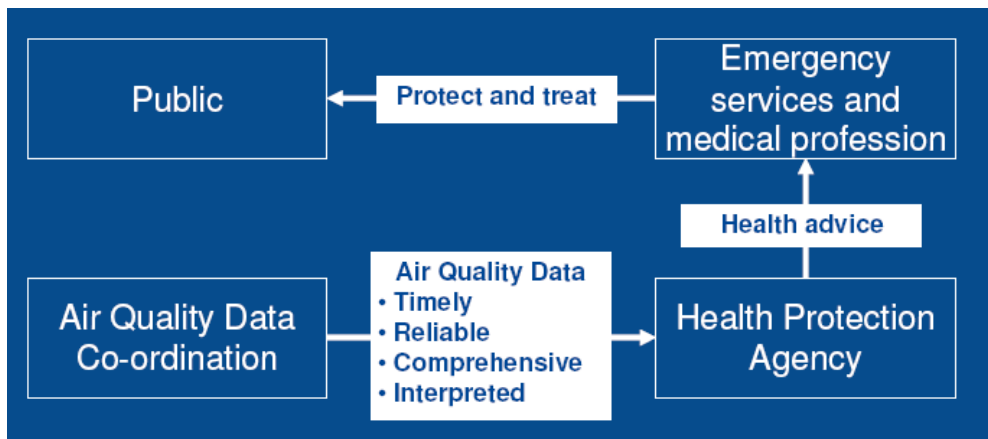 Public
Protect and treat
Emergency
services and
medical profession
Health advice
Air Quality Data
Co-ordination
Air Quality Data
• Timely
• Reliable
• Comprehensive
• Interpreted
Health Protection
Agency